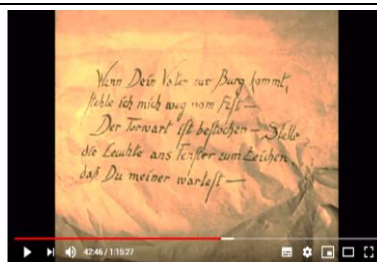 Wenn Dein Vater zur Burg kommt,
stehle ich mich weg vom Fest—
Der Torwart ist bestochen — Stelle
die Leuchte ans Fenster zum Zeichen,
daß Du meiner wartest —
42:46 / 1:15:27